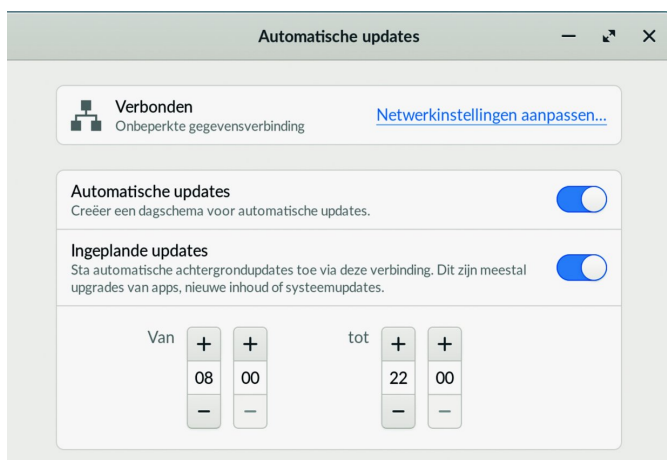 Automatische updates
Verbonden
Onbeperkte gegevensverbinding
Netwerkinstellingen aanpassen...
Automatische updates
Creëer een dagschema voor automatische updates.
Ingeplande updates
Sta automatische achtergrondupdates toe via deze verbinding. Dit zijn meestal
upgrades van apps, nieuwe inhoud of systeemupdates.
Van + + tot + +
08 00 22 00
− − − −